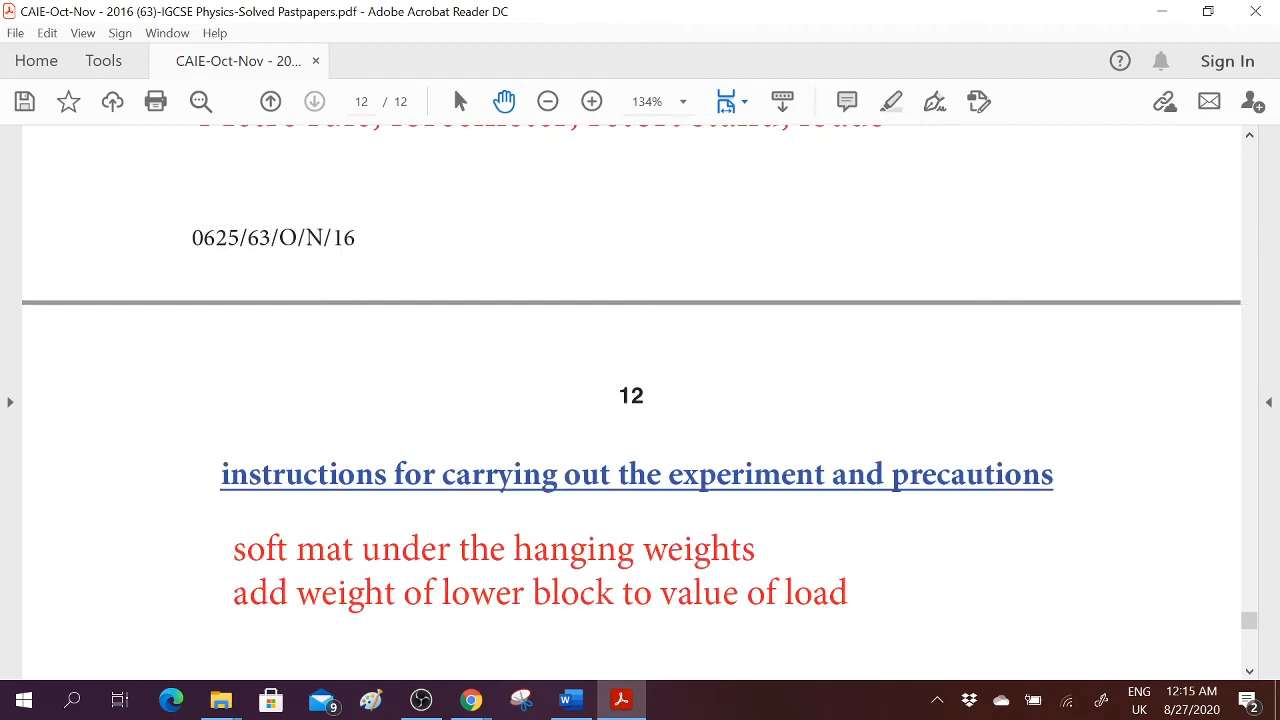 CAIE-Oct-Nov - 2016 (63)-IGCSE Physics-Solved Pastpapers.pdf - Adobe Acrobat Reader DC
File Edit View Sign Window Help
Home Tools CAIE-Oct-Nov - 20... × Sign In
12 / 12 134%
0625/63/O/N/16
12
instructions for carrying out the experiment and precautions
soft mat under the hanging weights
add weight of lower block to value of load
9
ENG 12:15 AM
UK 8/27/2020 2